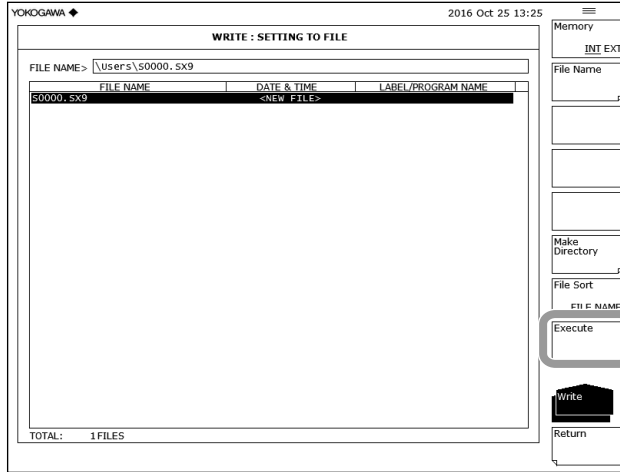 YOKOGAWA
2016 Oct 25 13:25
WRITE : SETTING TO FILE
FILE NAME> \Users\S0000.SX9
FILE NAME DATE & TIME LABEL/PROGRAM NAME
S0000.SX9 <NEW FILE>
TOTAL: 1FILES
Memory
INT EXT
File Name
Make
Directory
File Sort
FILE NAME
Execute
Write
Return